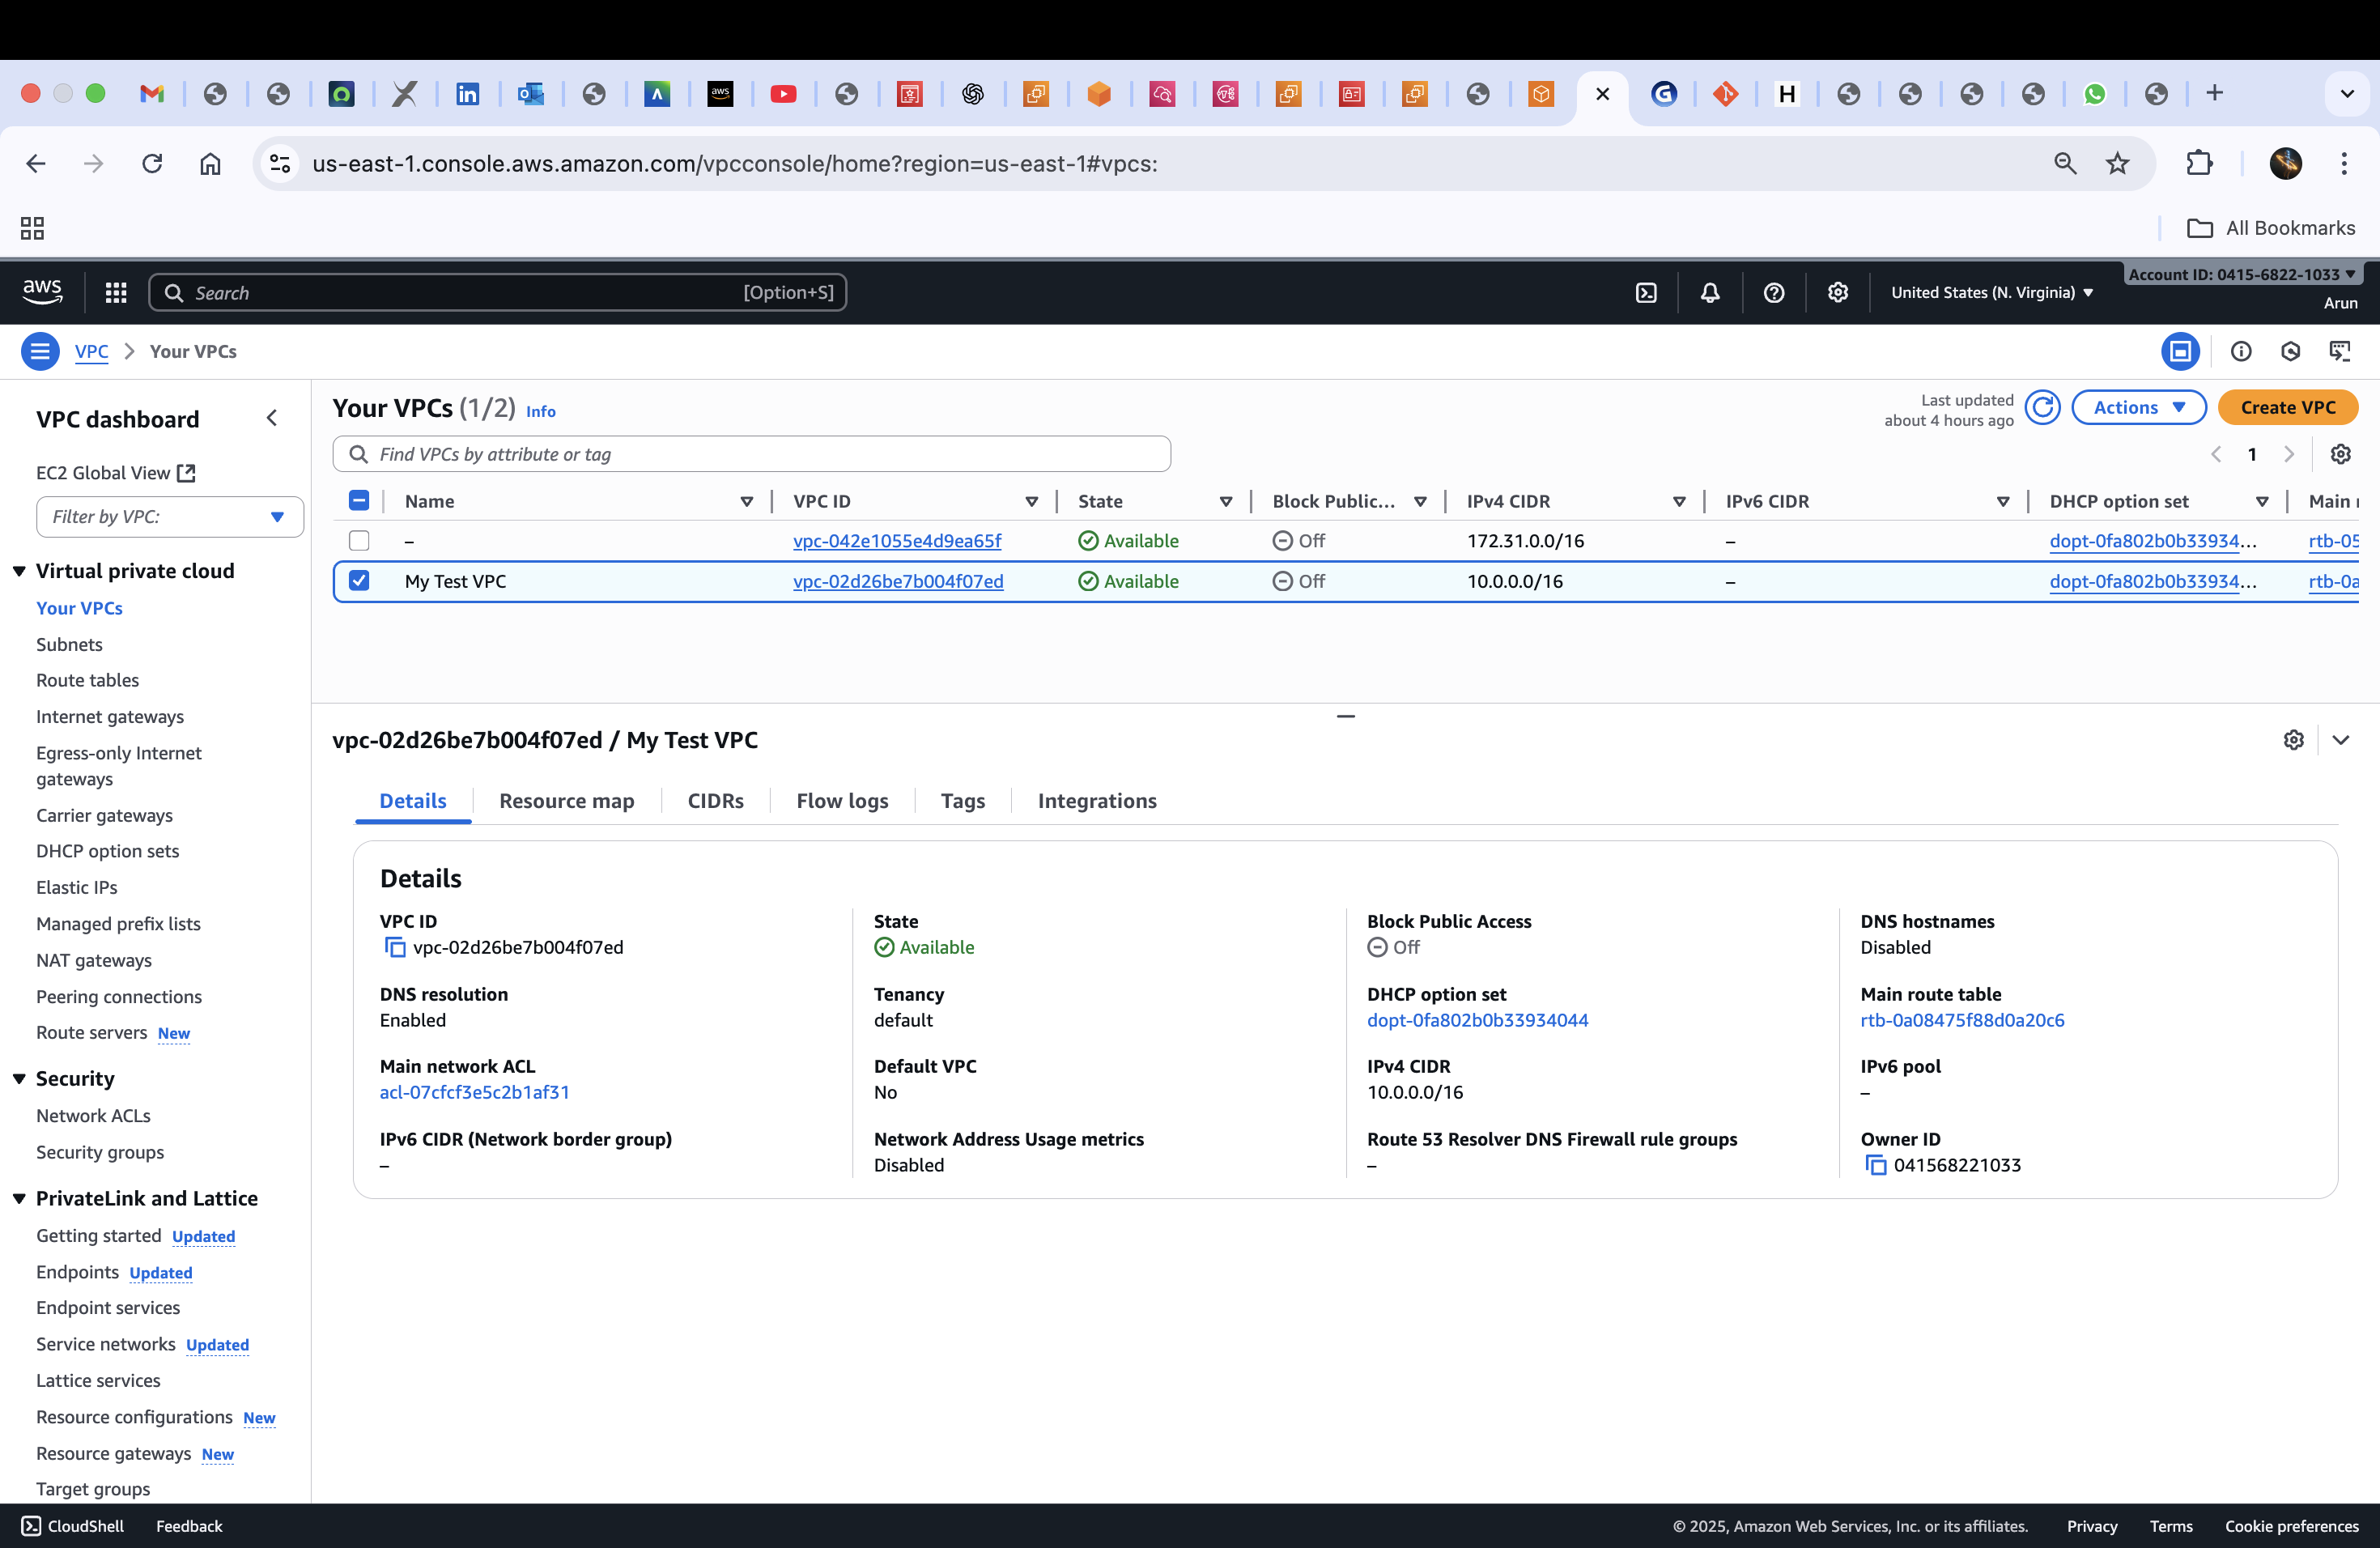 us-east-1.console.aws.amazon.com/vpcconsole/home?region=us-east-1#vpcs:
All Bookmarks
aws
Search
[Option+S]
United States (N. Virginia)
Account ID: 0415-6822-1033
Arun
VPC
Your VPCs
VPC dashboard
EC2 Global View
Filter by VPC:
Virtual private cloud
Your VPCs
Subnets
Route tables
Internet gateways
Egress-only Internet
gateways
Carrier gateways
DHCP option sets
Elastic IPs
Managed prefix lists
NAT gateways
Peering connections
Route servers New
Security
Network ACLs
Security groups
PrivateLink and Lattice
Getting started Updated
Endpoints Updated
Endpoint services
Service networks Updated
Lattice services
Resource configurations New
Resource gateways New
Target groups
Your VPCs (1/2) Info
Last updated
about 4 hours ago
Actions
Create VPC
Find VPCs by attribute or tag
1
Name VPC ID State Block Public... IPv4 CIDR IPv6 CIDR DHCP option set Main
– vpc-042e1055e4d9ea65f Available Off 172.31.0.0/16 – dopt-0fa802b0b33934... rtb-05
My Test VPC vpc-02d26be7b004f07ed Available Off 10.0.0.0/16 – dopt-0fa802b0b33934... rtb-0a
vpc-02d26be7b004f07ed / My Test VPC
Details Resource map CIDRs Flow logs Tags Integrations
Details
VPC ID
vpc-02d26be7b004f07ed
State
Available
Block Public Access
Off
DNS hostnames
Disabled
DNS resolution
Enabled
Tenancy
default
DHCP option set
dopt-0fa802b0b33934044
Main route table
rtb-0a08475f88d0a20c6
Main network ACL
acl-07cfcf3e5c2b1af31
Default VPC
No
IPv4 CIDR
10.0.0.0/16
IPv6 pool
–
IPv6 CIDR (Network border group)
–
Network Address Usage metrics
Disabled
Route 53 Resolver DNS Firewall rule groups
–
Owner ID
041568221033
CloudShell Feedback
© 2025, Amazon Web Services, Inc. or its affiliates. Privacy Terms Cookie preferences